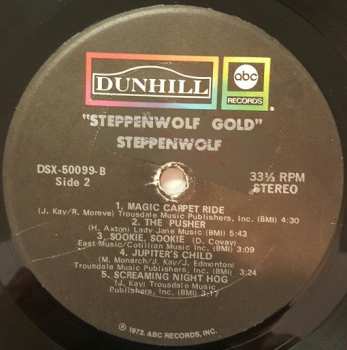 DUNHILL
abc
RECORDS
"STEPPENWOLF GOLD"
STEPPENWOLF
DSX-50099-B
Side 2
33⅓ RPM
STEREO
1. MAGIC CARPET RIDE
(J. Kay/R. Moreve) Trousdale Music Publishers, Inc. (BMI) 4:30
2. THE PUSHER
(H. Axton) Lady Jane Music (BMI) 5:43
3. SOOKIE, SOOKIE (D. Covay)
East Music/Cotillian Music Inc. (BMI) 3:09
4. JUPITER'S CHILD
(M. Monarch/J. Kay/J. Edmonton)
Trousdale Music Publishers, Inc. (BMI) 3:24
5. SCREAMING NIGHT HOG
(J. Kay) Trousdale Music Publishers,
Inc. (BMI) 3:17
℗ 1972, ABC RECORDS, INC.